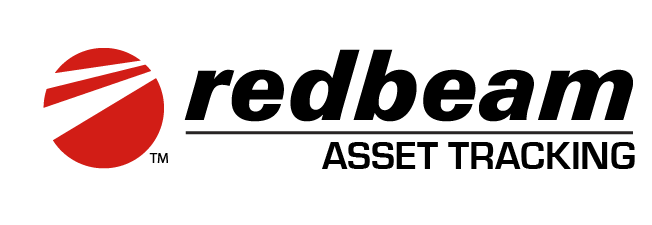 redbeam
™
ASSET TRACKING